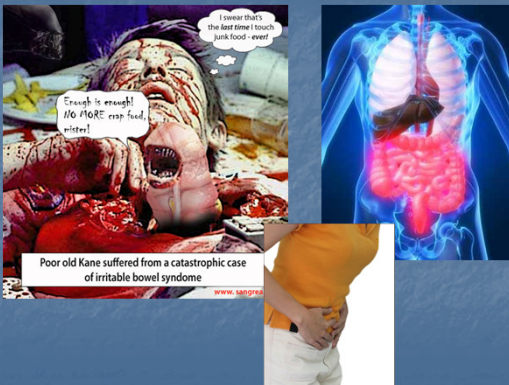 I swear that's
the last time I touch
junk food - ever!
Enough is enough!
NO MORE crap food,
mister!
Poor old Kane suffered from a catastrophic case
of irritable bowel syndome
www. sangrea